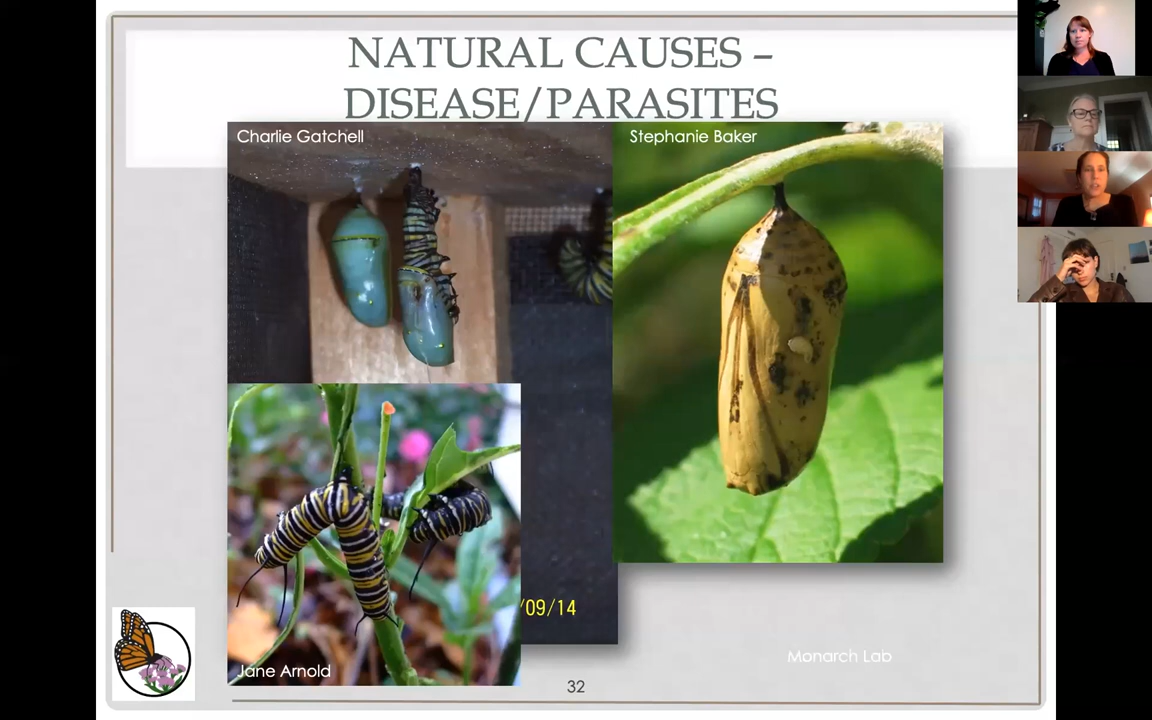 NATURAL CAUSES –
DISEASE/PARASITES
Charlie Gatchell
Stephanie Baker
/09/14
Jane Arnold
Monarch Lab
32